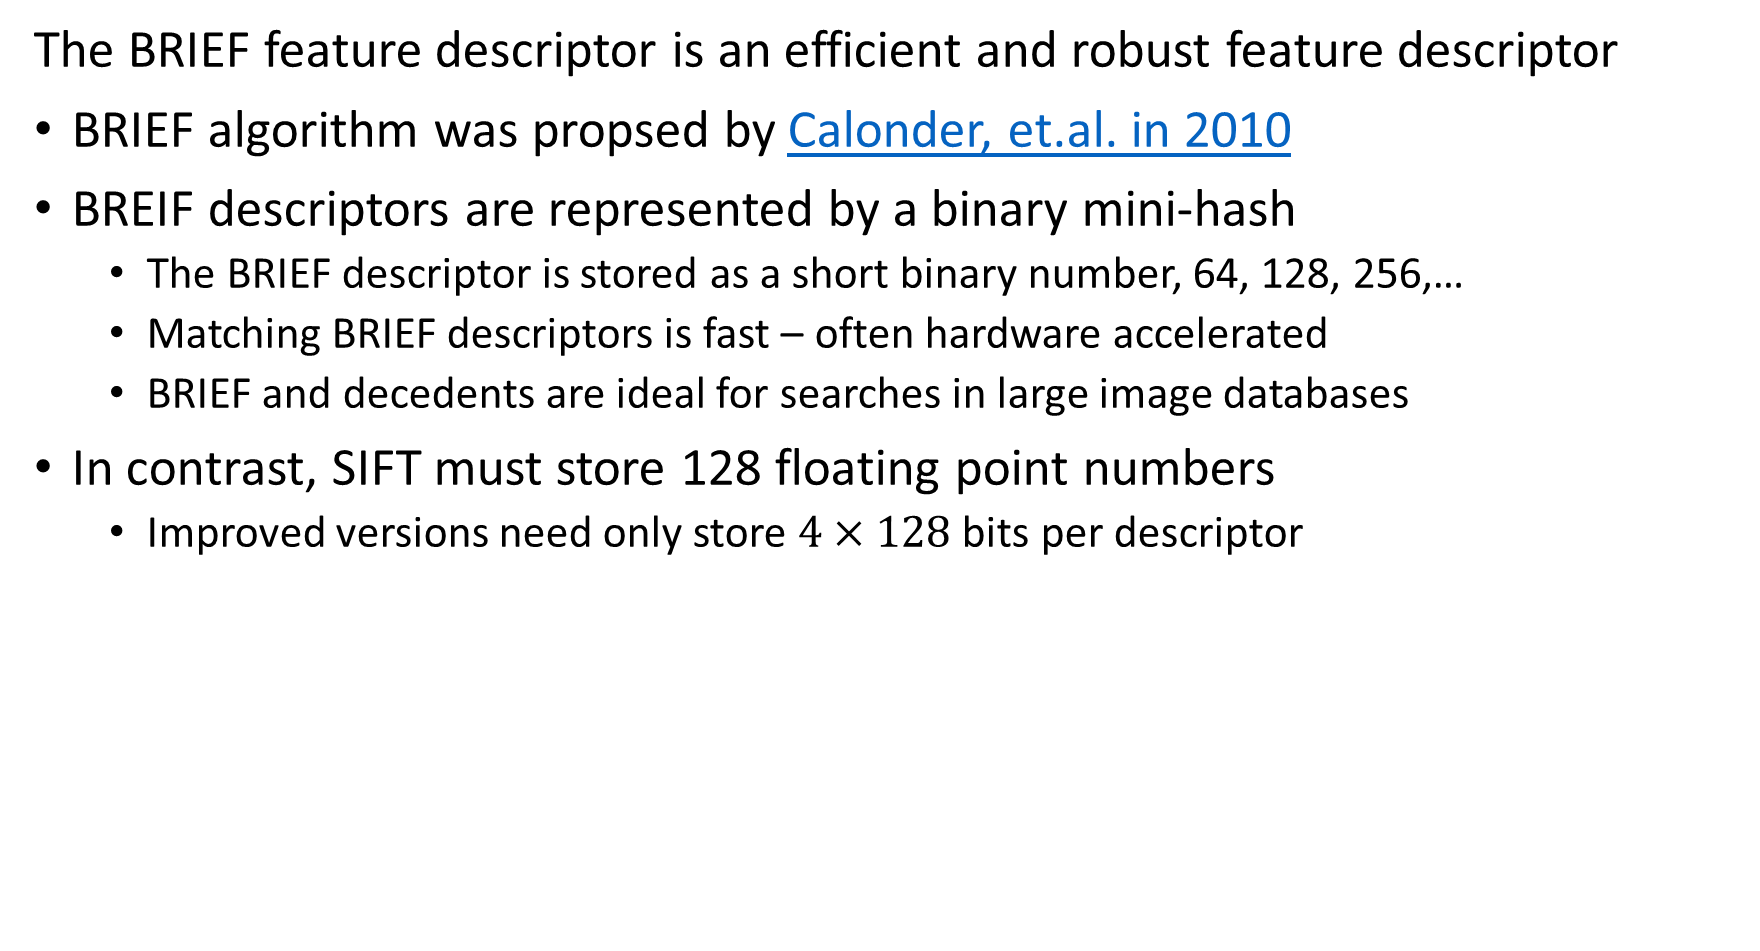 The BRIEF feature descriptor is an efficient and robust feature descriptor
• BRIEF algorithm was propsed by Calonder, et.al. in 2010
• BREIF descriptors are represented by a binary mini-hash
• The BRIEF descriptor is stored as a short binary number, 64, 128, 256,...
• Matching BRIEF descriptors is fast – often hardware accelerated
• BRIEF and decedents are ideal for searches in large image databases
• In contrast, SIFT must store 128 floating point numbers
• Improved versions need only store 4 × 128 bits per descriptor